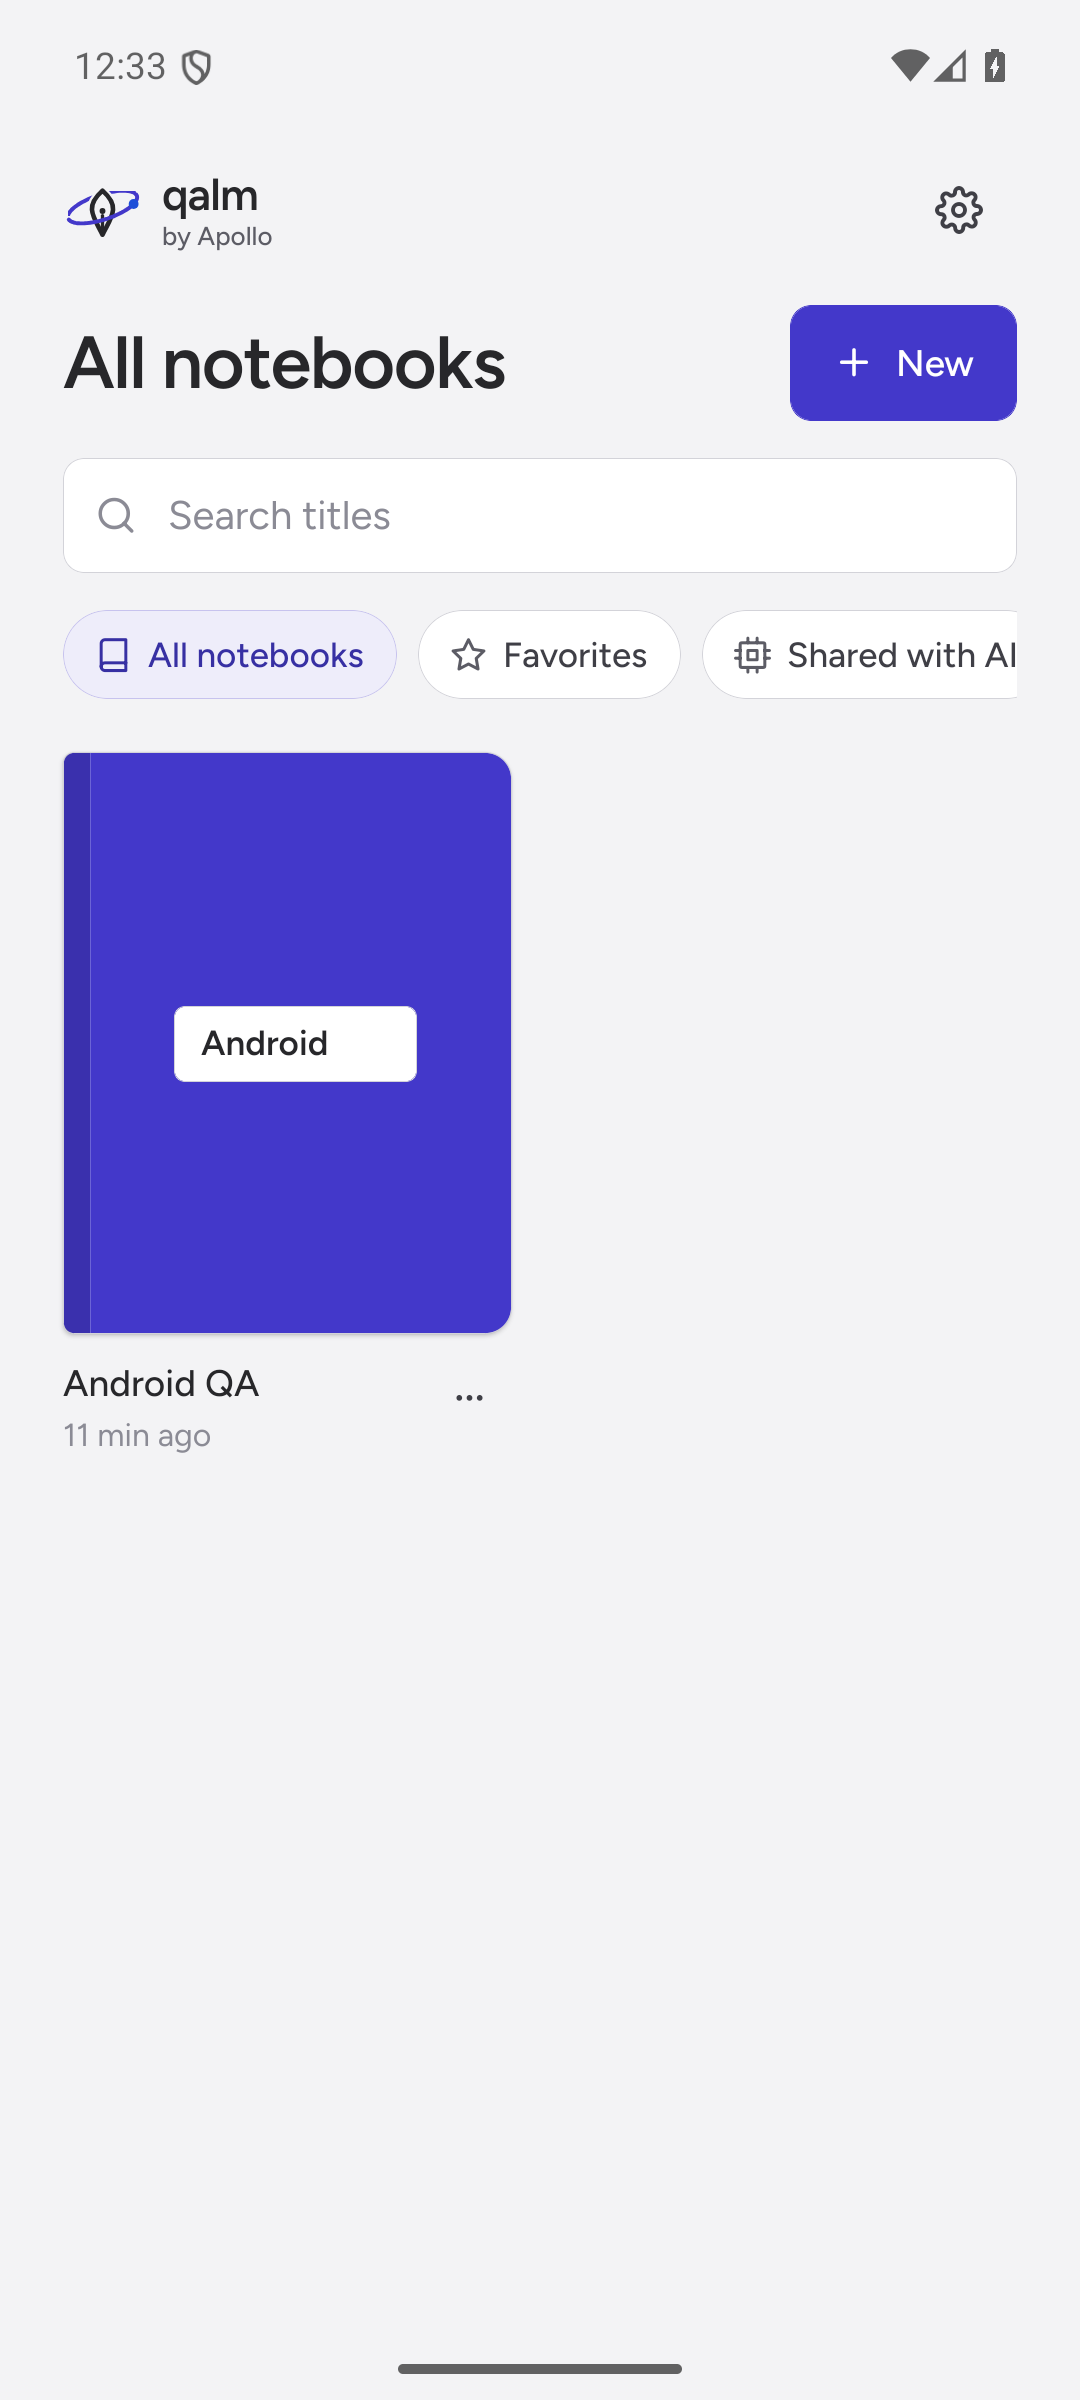 12:33
qalm
by Apollo
All notebooks
New
Search titles
All notebooks
Favorites
Shared with AI
Android
Android QA
...
11 min ago